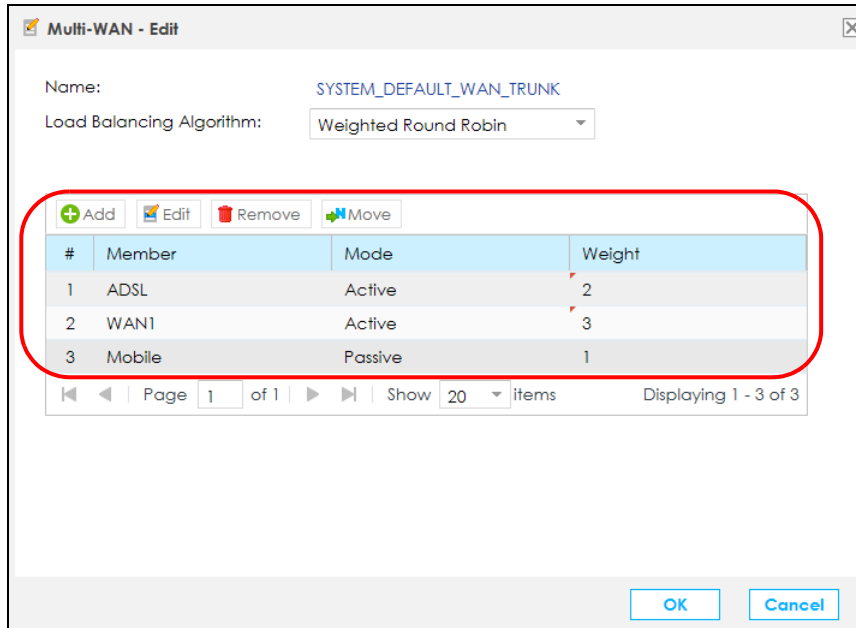 Multi-WAN - Edit
Name: SYSTEM_DEFAULT_WAN_TRUNK
Load Balancing Algorithm: Weighted Round Robin
Add Edit Remove Move
# Member Mode Weight
1 ADSL Active 2
2 WAN1 Active 3
3 Mobile Passive 1
Page 1 of 1 Show 20 items Displaying 1 - 3 of 3
OK Cancel